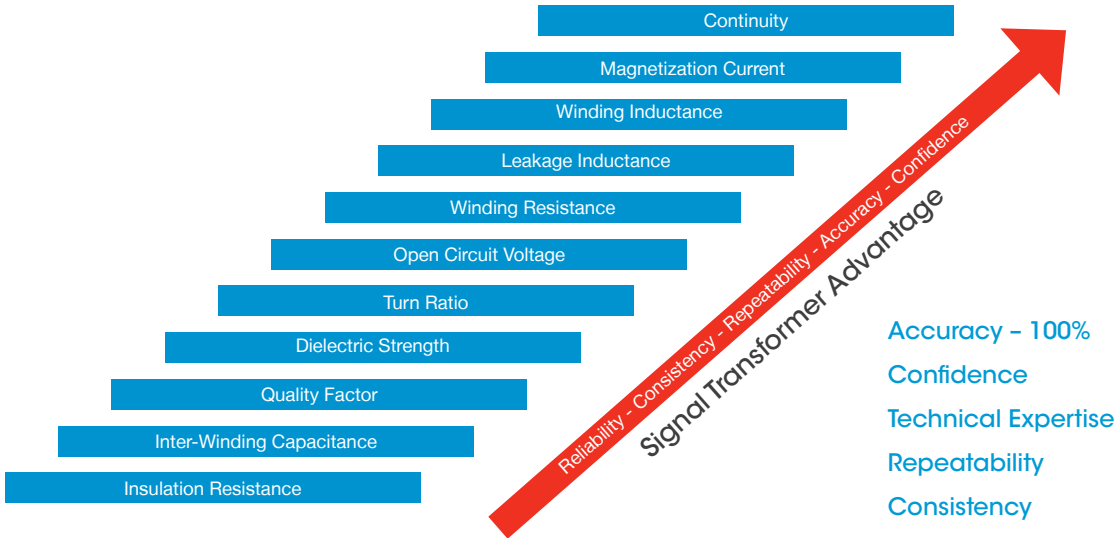 Continuity
Magnetization Current
Winding Inductance
Leakage Inductance
Winding Resistance
Open Circuit Voltage
Turn Ratio
Dielectric Strength
Quality Factor
Inter-Winding Capacitance
Insulation Resistance
Reliability - Consistency - Repeatability - Accuracy - Confidence
Signal Transformer Advantage
Accuracy – 100%
Confidence
Technical Expertise
Repeatability
Consistency